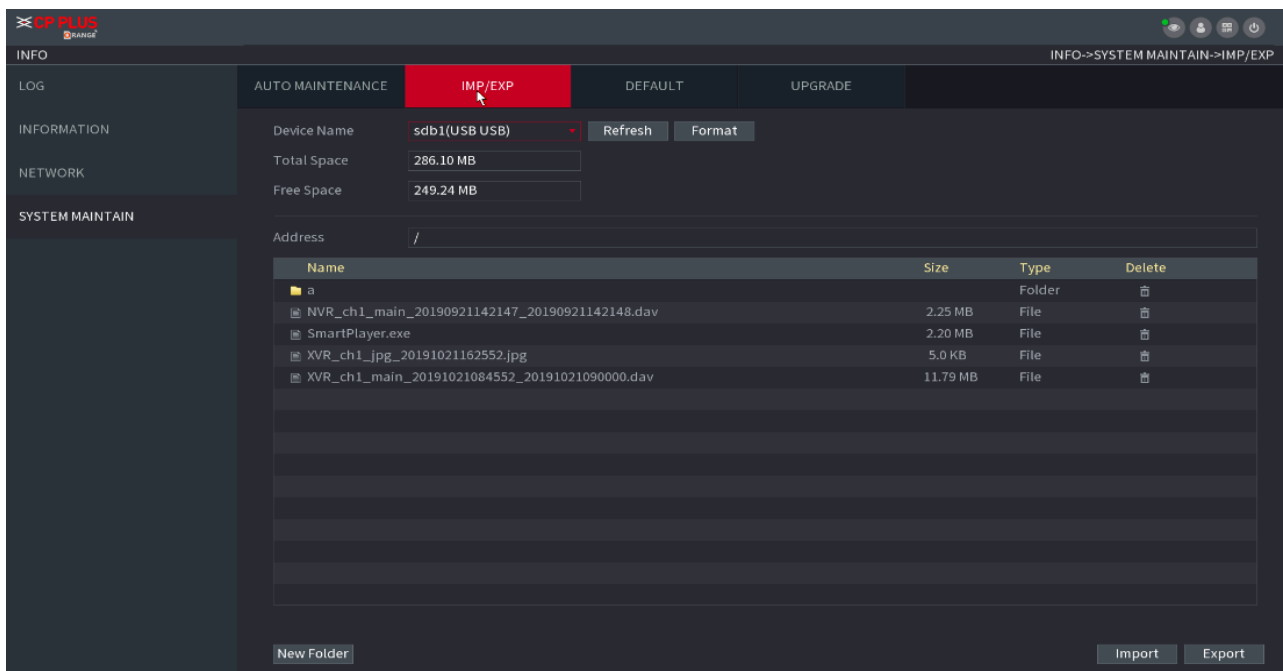 CP PLUS
ORANGE
INFO INFO->SYSTEM MAINTAIN->IMP/EXP
LOG
INFORMATION
NETWORK
SYSTEM MAINTAIN
AUTO MAINTENANCE IMP/EXP DEFAULT UPGRADE
Device Name sdb1(USB USB) Refresh Format
Total Space 286.10 MB
Free Space 249.24 MB
Address /
Name Size Type Delete
a Folder
NVR_ch1_main_20190921142147_20190921142148.dav 2.25 MB File
SmartPlayer.exe 2.20 MB File
XVR_ch1_jpg_20191021162552.jpg 5.0 KB File
XVR_ch1_main_20191021084552_20191021090000.dav 11.79 MB File
New Folder Import Export